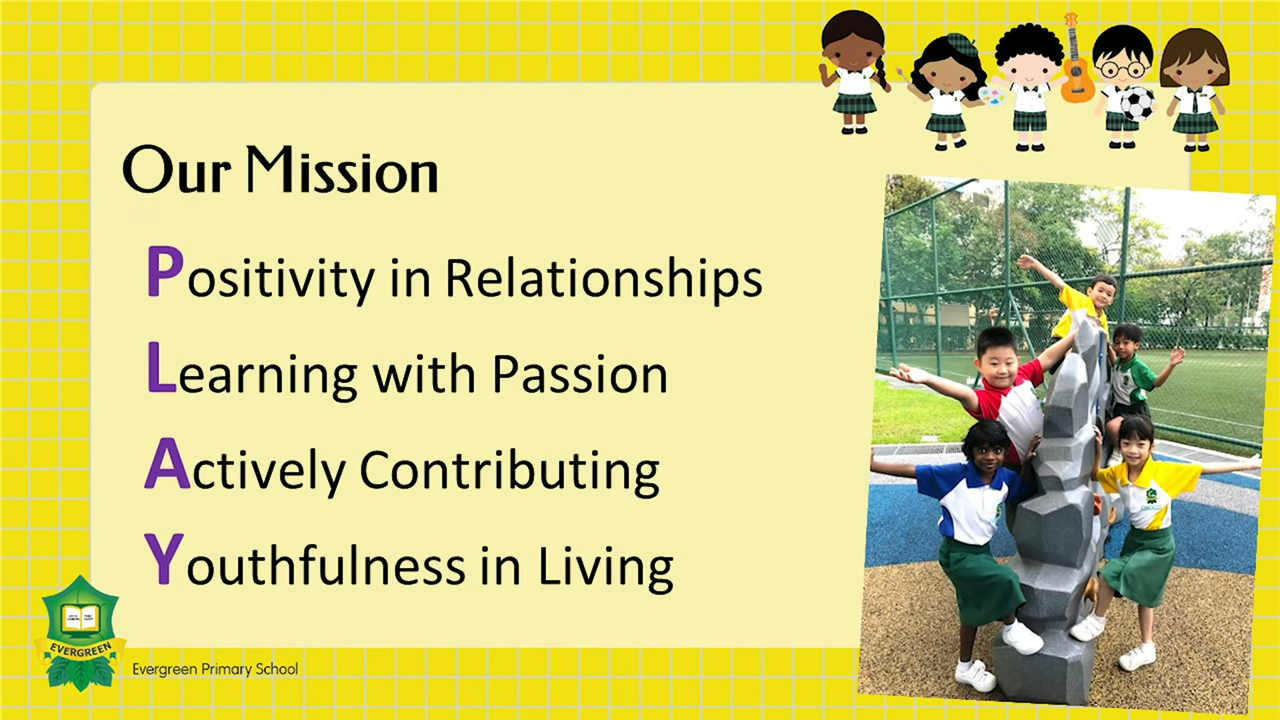 Our Mission
Positivity in Relationships
Learning with Passion
Actively Contributing
Youthfulness in Living
EVERGREEN
Evergreen Primary School